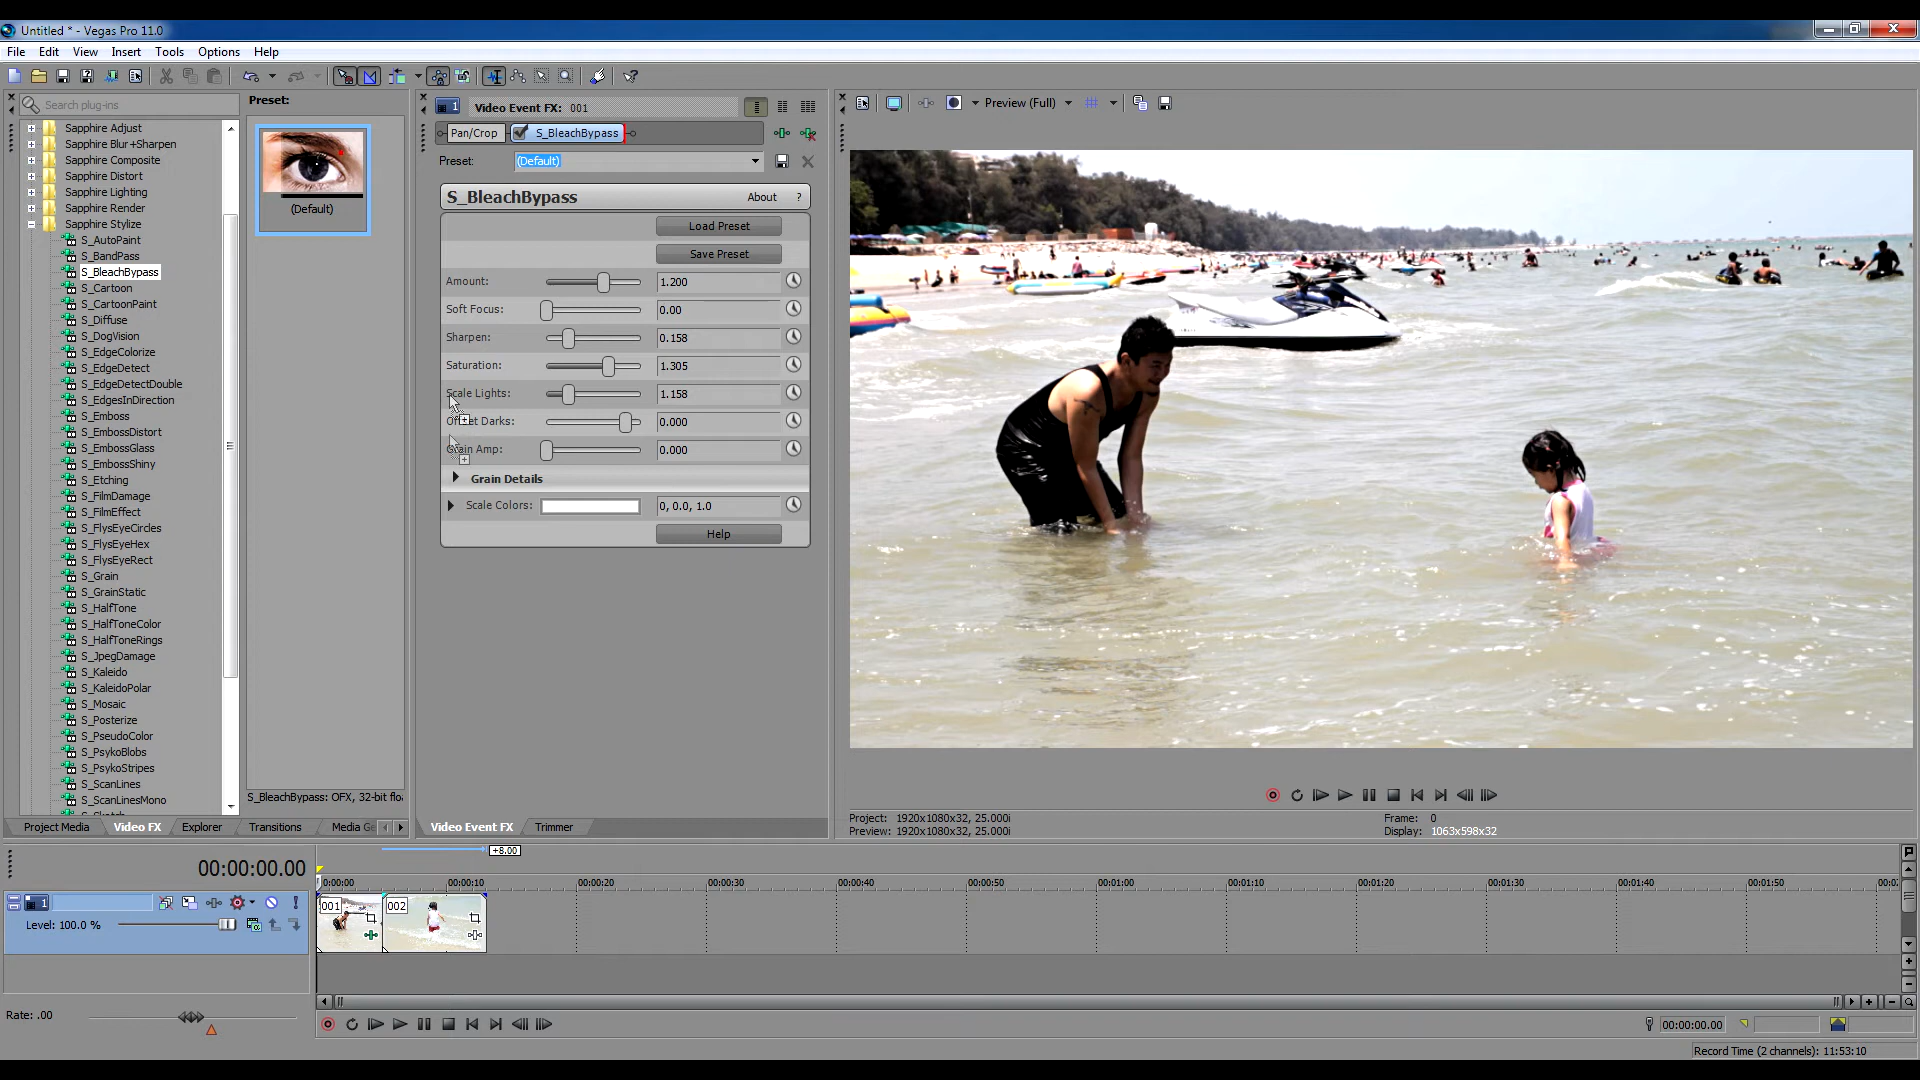 Untitled * - Vegas Pro 11.0
File Edit View Insert Tools Options Help
Search plug-ins
Sapphire Adjust
Sapphire Blur+Sharpen
Sapphire Composite
Sapphire Distort
Sapphire Lighting
Sapphire Render
Sapphire Stylize
S_AutoPaint
S_BandPass
S_BleachBypass
S_Cartoon
S_CartoonPaint
S_Diffuse
S_DogVision
S_EdgeColorize
S_EdgeDetect
S_EdgeDetectDouble
S_EdgesInDirection
S_Emboss
S_EmbossDistort
S_EmbossGlass
S_EmbossShiny
S_Etching
S_FilmDamage
S_FilmEffect
S_FlysEyeCircles
S_FlysEyeHex
S_FlysEyeRect
S_Grain
S_GrainStatic
S_HalfTone
S_HalfToneColor
S_HalfToneRings
S_JpegDamage
S_Kaleido
S_KaleidoPolar
S_Mosaic
S_Posterize
S_PseudoColor
S_PsykoBlobs
S_PsykoStripes
S_ScanLines
S_ScanLinesMono
Preset:
(Default)
S_BleachBypass: OFX, 32-bit floa
Project Media Video FX Explorer Transitions Media Ge
1 Video Event FX: 001
Pan/Crop S_BleachBypass
Preset: (Default)
S_BleachBypass About ?
Load Preset
Save Preset
Amount: 1.200
Soft Focus: 0.00
Sharpen: 0.158
Saturation: 1.305
Scale Lights: 1.158
Offset Darks: 0.000
Grain Amp: 0.000
Grain Details
Scale Colors: 0, 0.0, 1.0
Help
Video Event FX Trimmer
Preview (Full)
Project: 1920x1080x32, 25.000i
Preview: 1920x1080x32, 25.000i
Frame: 0
Display: 1063x598x32
00:00:00.00
+8.00
0:00:00 00:00:10 00:00:20 00:00:30 00:00:40 00:00:50 00:01:00 00:01:10 00:01:20 00:01:30 00:01:40 00:01:50 00:0
1
Level: 100.0 %
001 002
Rate: .00
00:00:00.00
Record Time (2 channels): 11:53:10